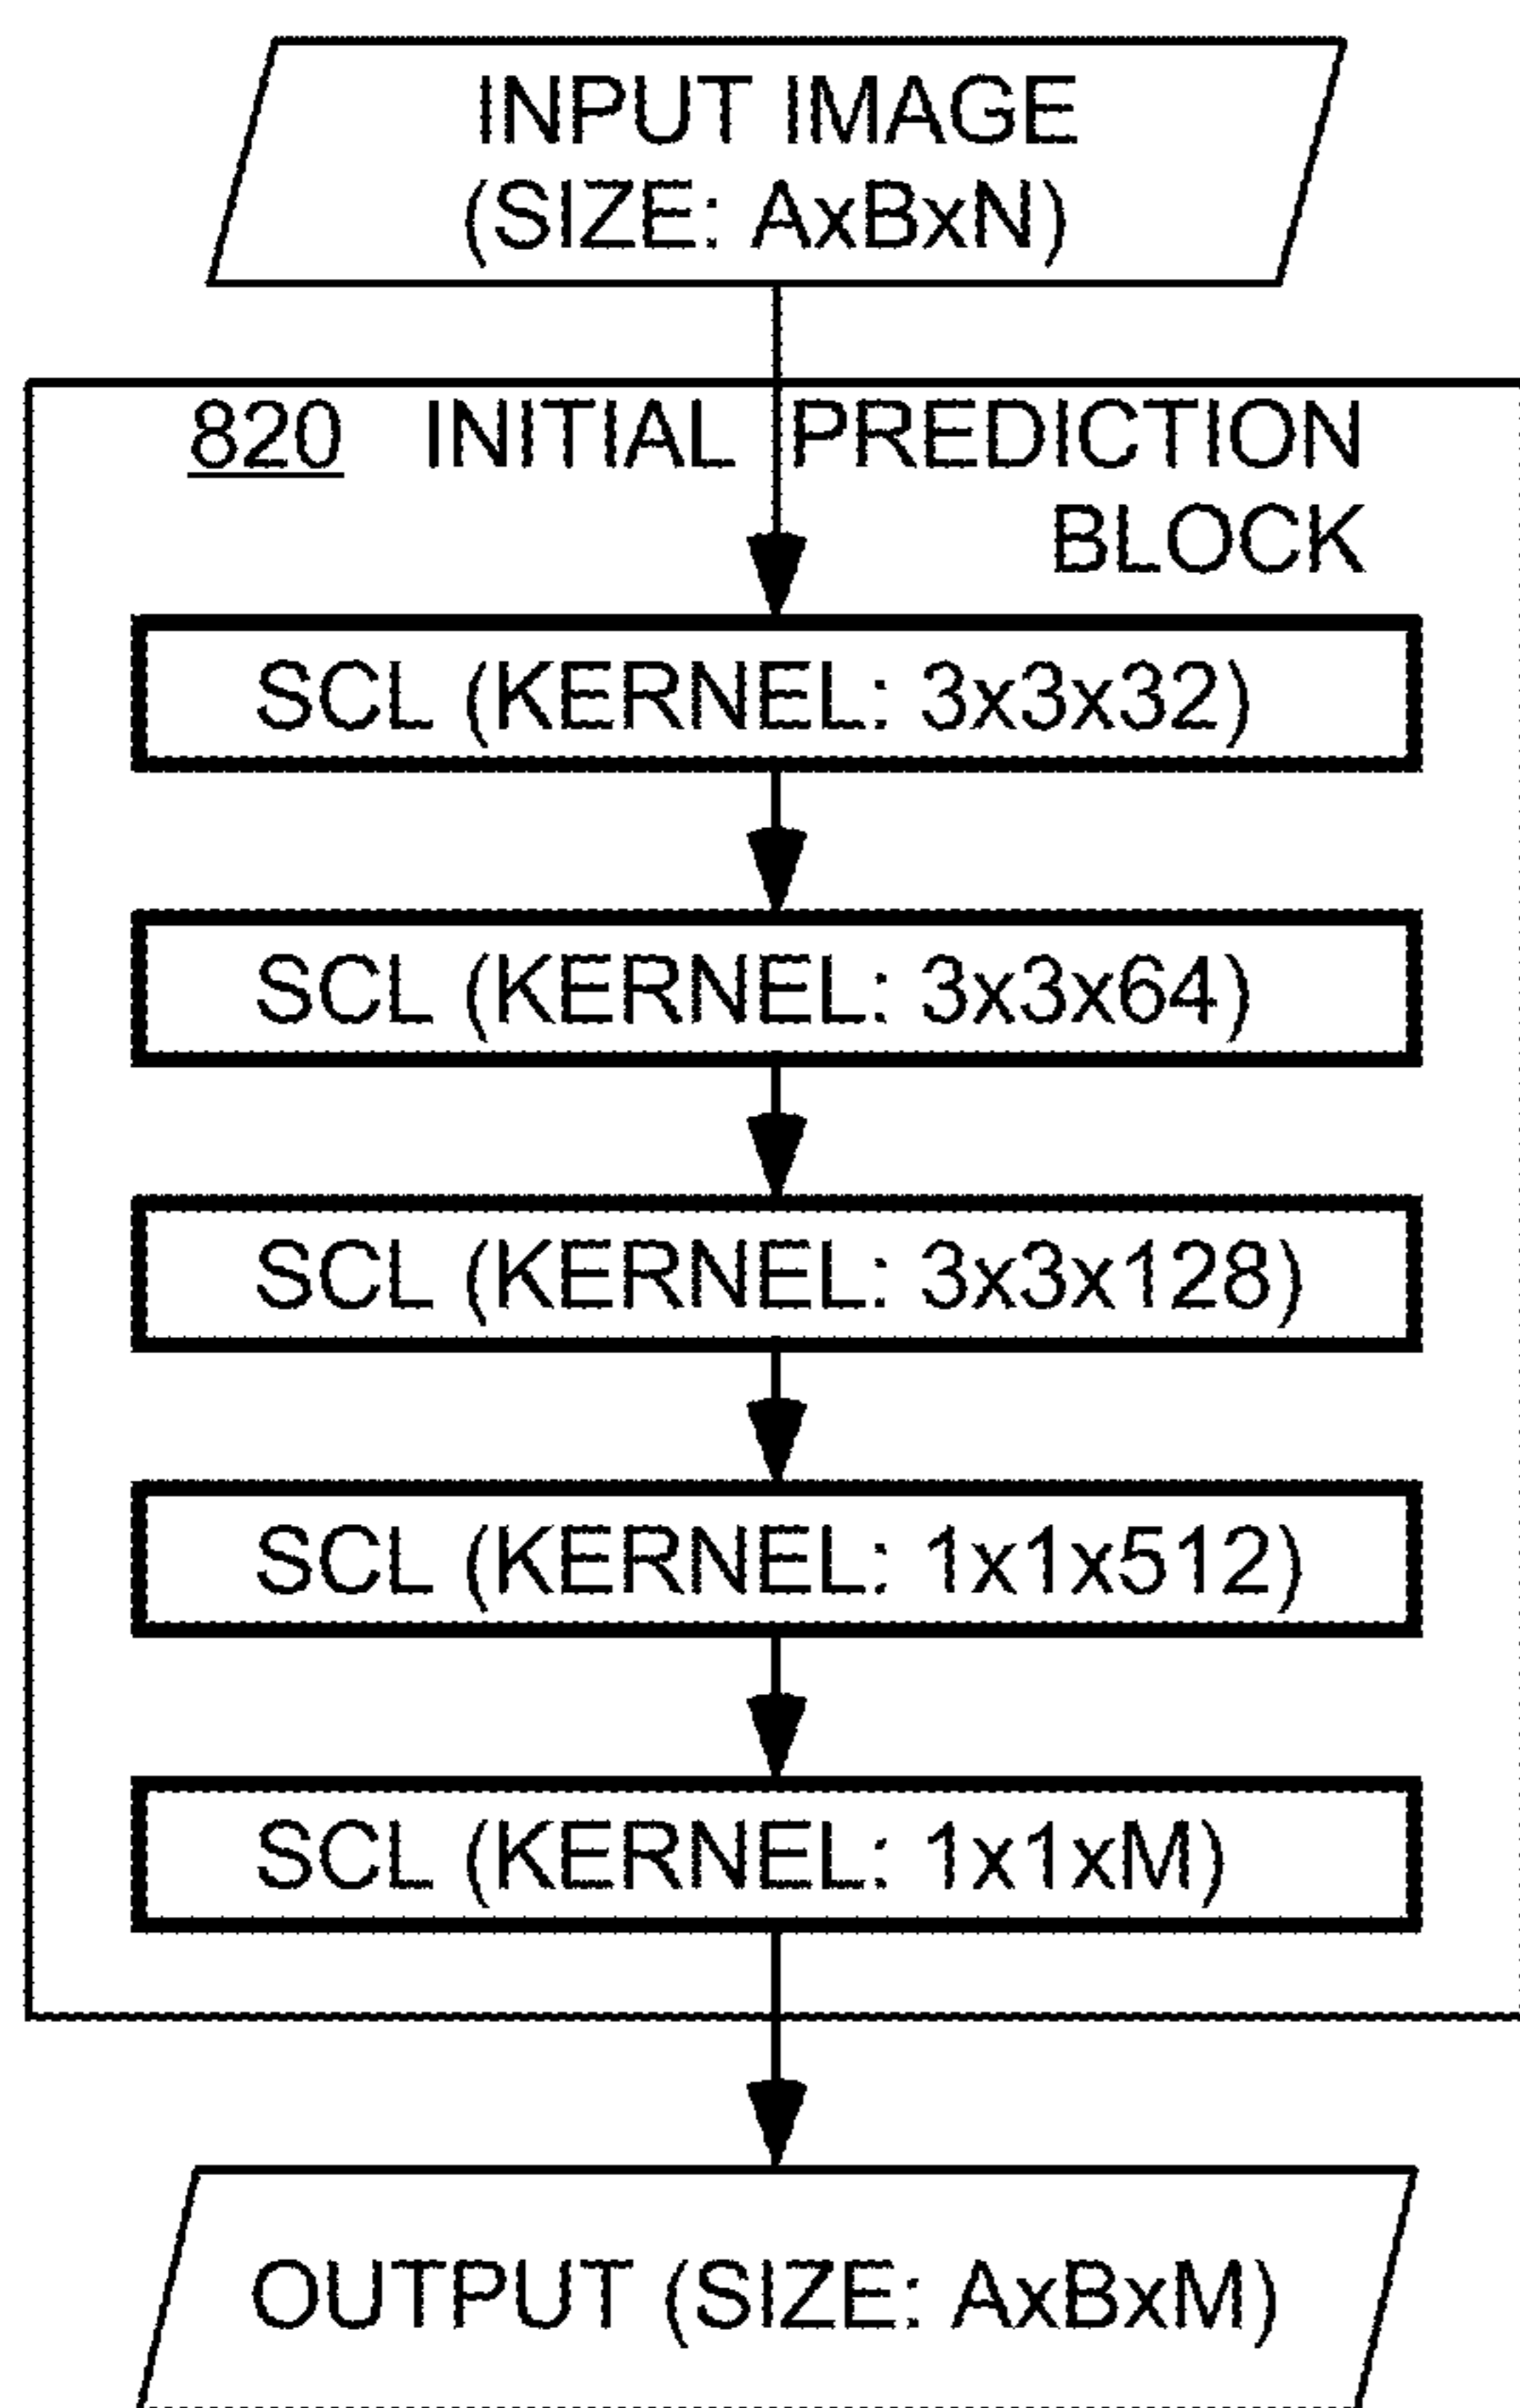 INPUT IMAGE
(SIZE: AxBxN)
820 INITIAL PREDICTION
BLOCK
SCL (KERNEL: 3x3x32)
SCL (KERNEL: 3x3x64)
SCL (KERNEL: 3x3x128)
SCL (KERNEL: 1x1x512)
SCL (KERNEL: 1x1xM)
OUTPUT (SIZE: AxBxM)